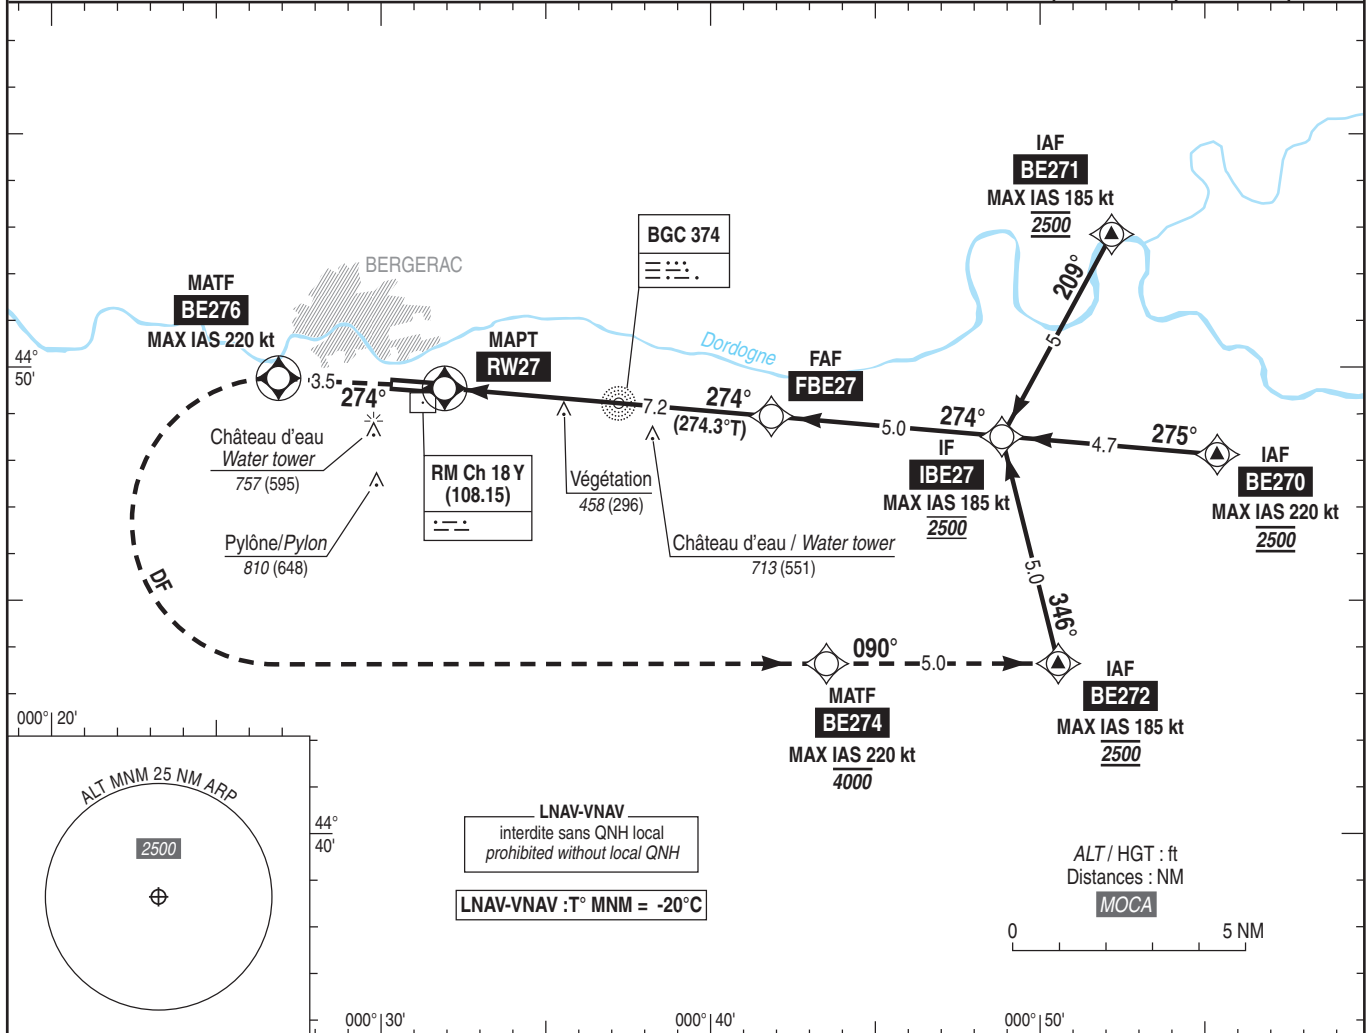 IAF
BE271
MAX IAS 185 kt
2500
209°
5
BGC 374
BERGERAC
MATF
BE276
MAX IAS 220 kt
44°
50'
3.5
274°
MAPT
RW27
Dordogne
FAF
FBE27
7.2
274°
(274.3°T)
5.0
274°
IF
IBE27
MAX IAS 185 kt
2500
4.7
275°
IAF
BE270
MAX IAS 220 kt
2500
Château d'eau
Water tower
757 (595)
RM Ch 18 Y
(108.15)
Végétation
458 (296)
Pylône/Pylon
810 (648)
Château d'eau / Water tower
713 (551)
DF
5.0
346°
090°
5.0
MATF
BE274
MAX IAS 220 kt
4000
IAF
BE272
MAX IAS 185 kt
2500
000° 20'
ALT MNM 25 NM ARP
2500
44°
40'
LNAV-VNAV
interdite sans QNH local
prohibited without local QNH
LNAV-VNAV :T° MNM = -20°C
ALT / HGT : ft
Distances : NM
MOCA
0 5 NM
000° 30'
000° 40'
000° 50'